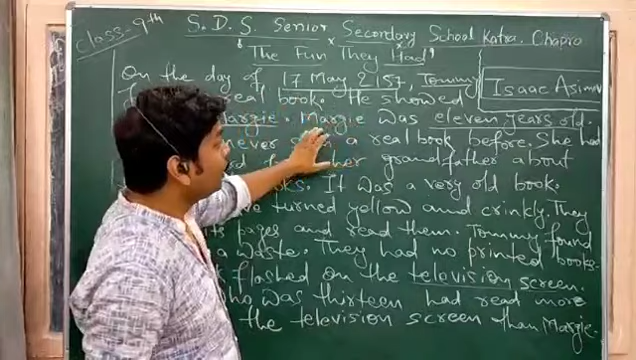 Class-9th
S.D.S. Senior Secondary School Katra. Chapra
"The Fun They Had"
Isaac Asimov
On the day of 17 May 2157, Tommy
real book. He showed
Margie. Margie was eleven years old.
never a real book before. She had
her grandfather about
books. It was a very old book.
turned yellow and crinkly. They
pages and read them. Tommy found
a waste. They had no printed books.
flashed on the television screen.
who was thirteen had read more
the television screen than Margie.